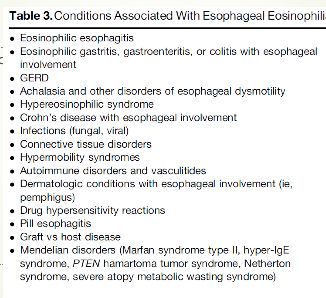 Table 3. Conditions Associated With Esophageal Eosinophili
• Eosinophilic esophagitis
• Eosinophilic gastritis, gastroenteritis, or colitis with esophageal
involvement
• GERD
• Achalasia and other disorders of esophageal dysmotility
• Hypereosinophilic syndrome
• Crohn's disease with esophageal involvement
• Infections (fungal, viral)
• Connective tissue disorders
• Hypermobility syndromes
• Autoimmune disorders and vasculitides
• Dermatologic conditions with esophageal involvement (ie,
pemphigus)
• Drug hypersensitivity reactions
• Pill esophagitis
• Graft vs host disease
• Mendelian disorders (Marfan syndrome type II, hyper-IgE
syndrome, PTEN hamartoma tumor syndrome, Netherton
syndrome, severe atopy metabolic wasting syndrome)